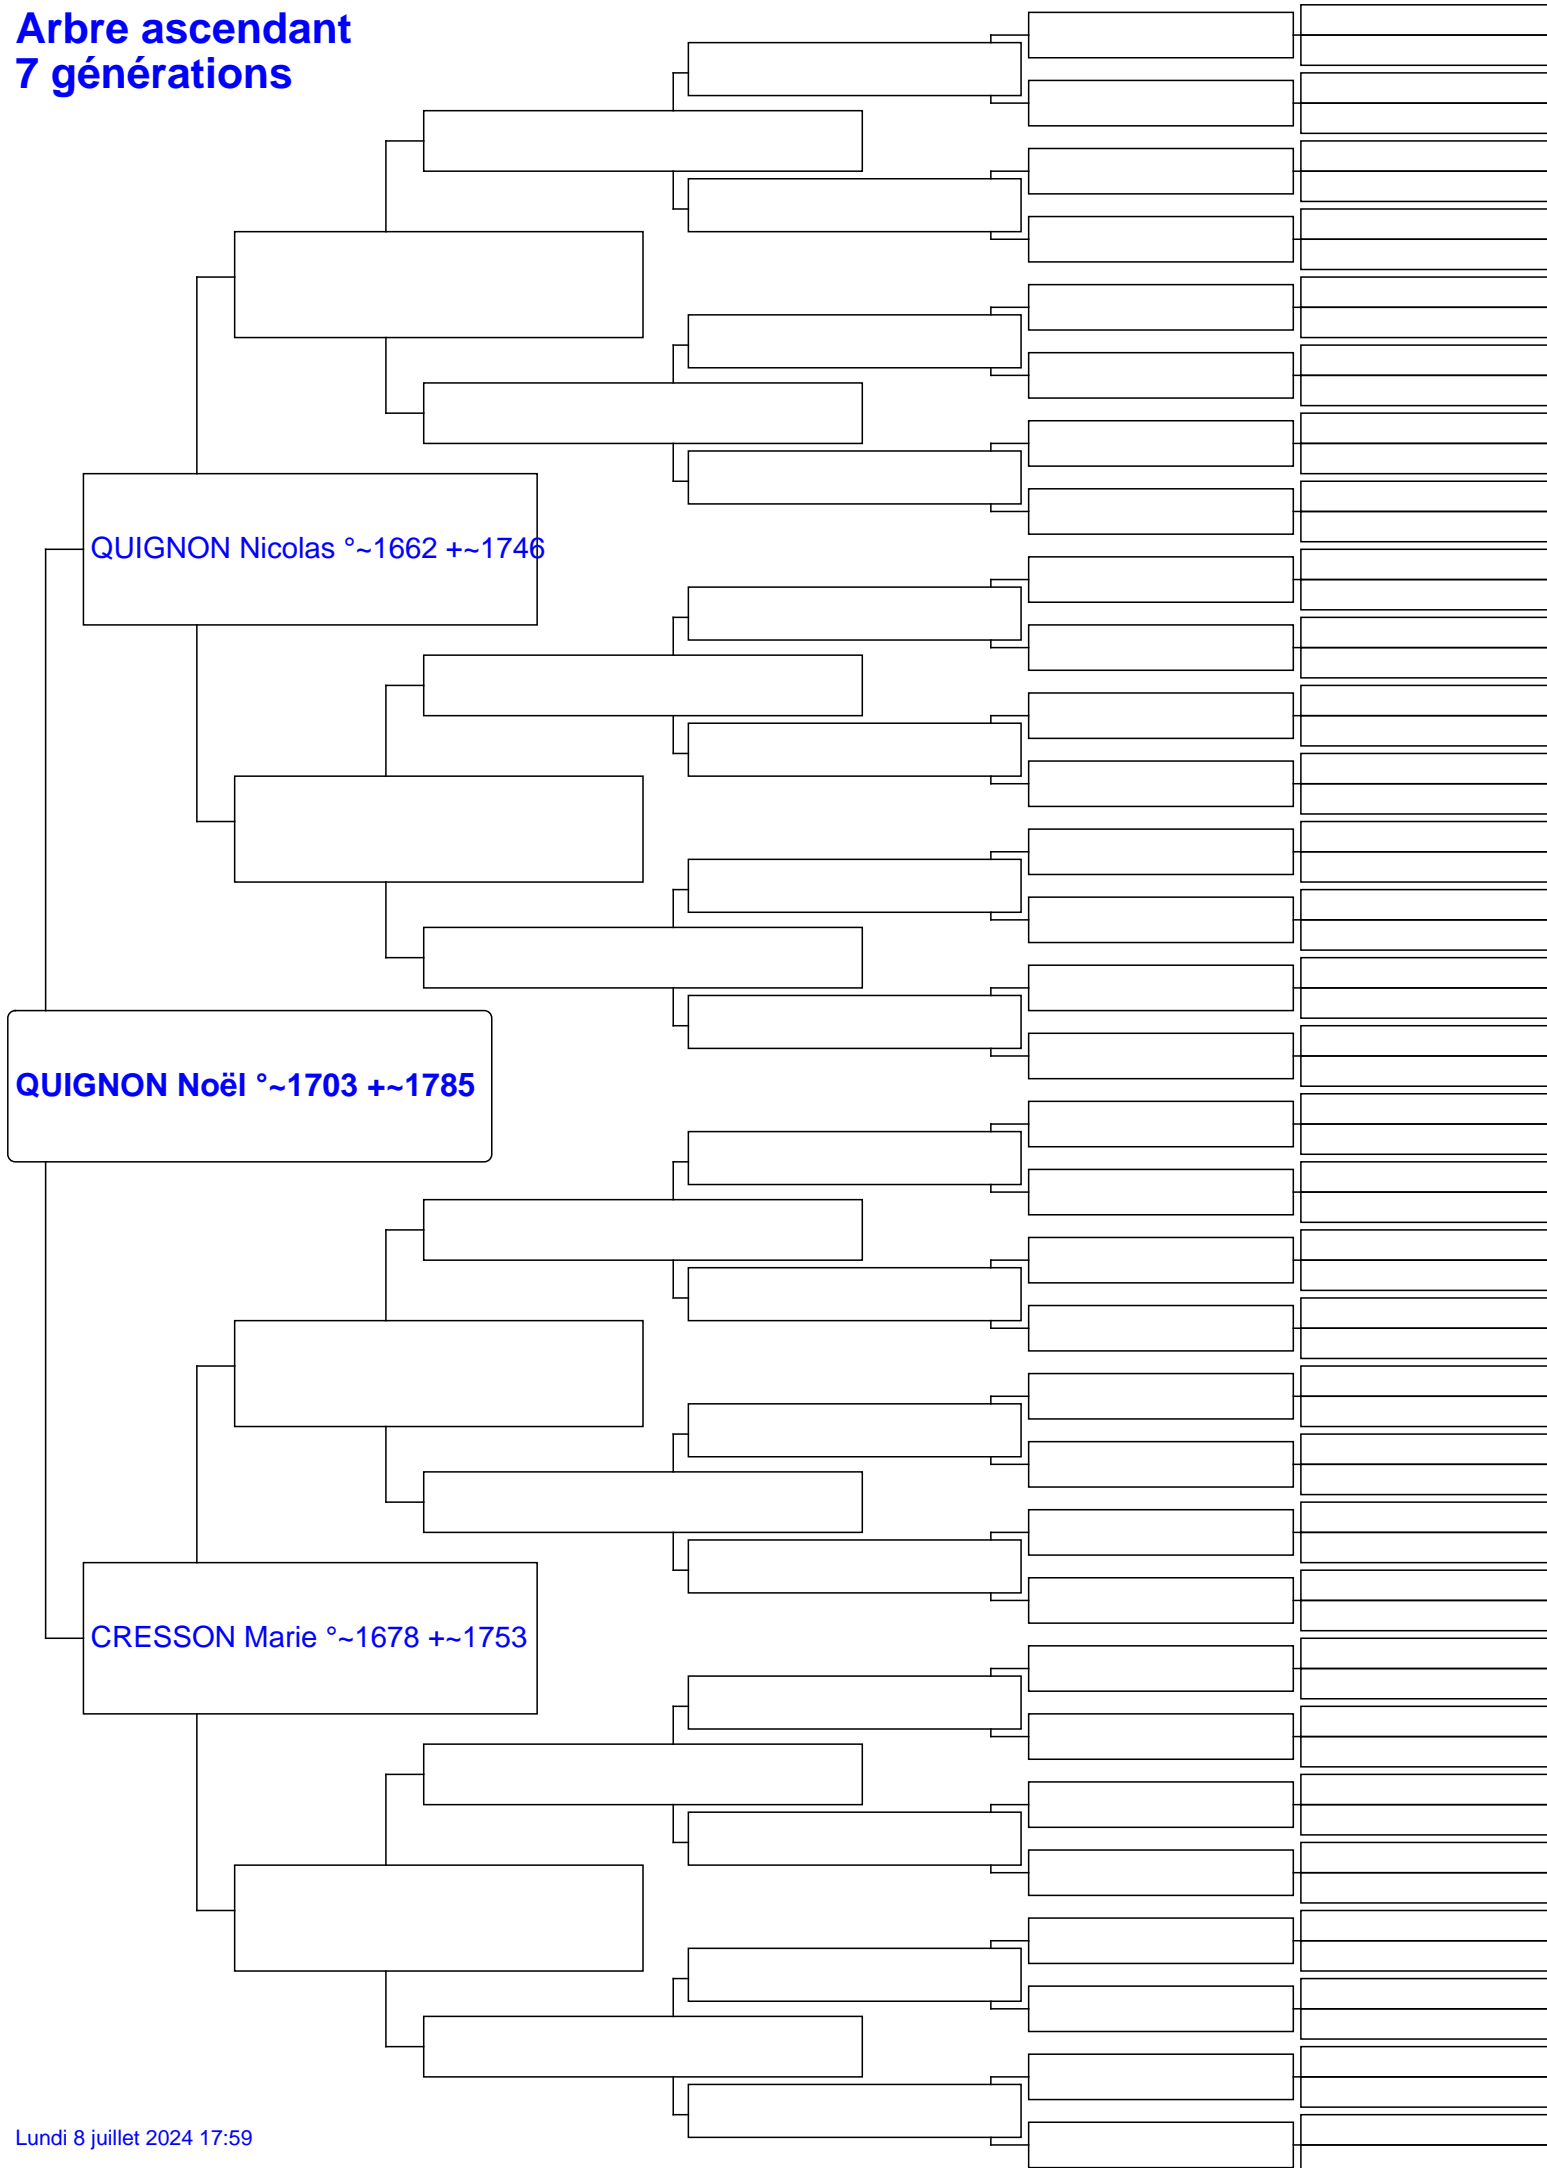 Arbre ascendant
7 générations
QUIGNON Nicolas °~1662 +~1746
QUIGNON Noël °~1703 +~1785
CRESSON Marie °~1678 +~1753
Lundi 8 juillet 2024 17:59